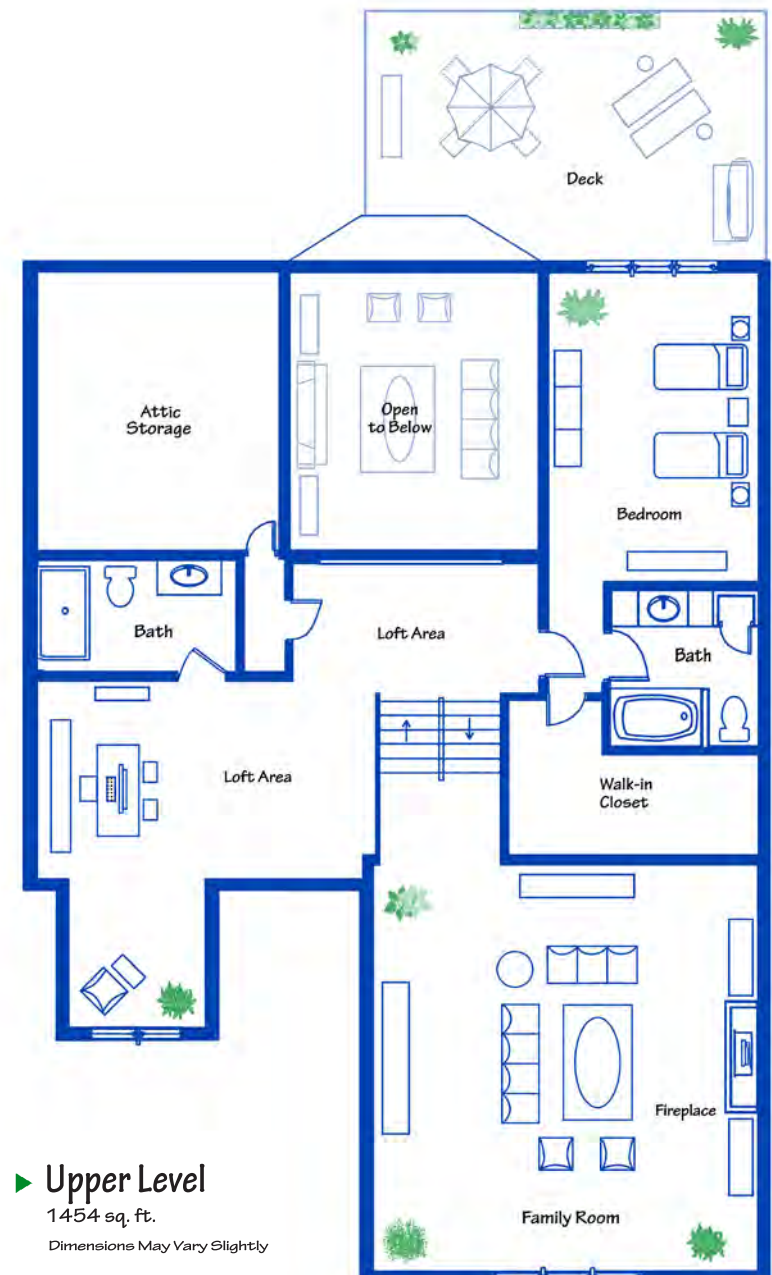 Deck
Attic
Storage
Open
to Below
Bedroom
Bath
Loft Area
Bath
Loft Area
Walk-in
Closet
Fireplace
Family Room
Upper Level
1454 sq. ft.
Dimensions May Vary Slightly